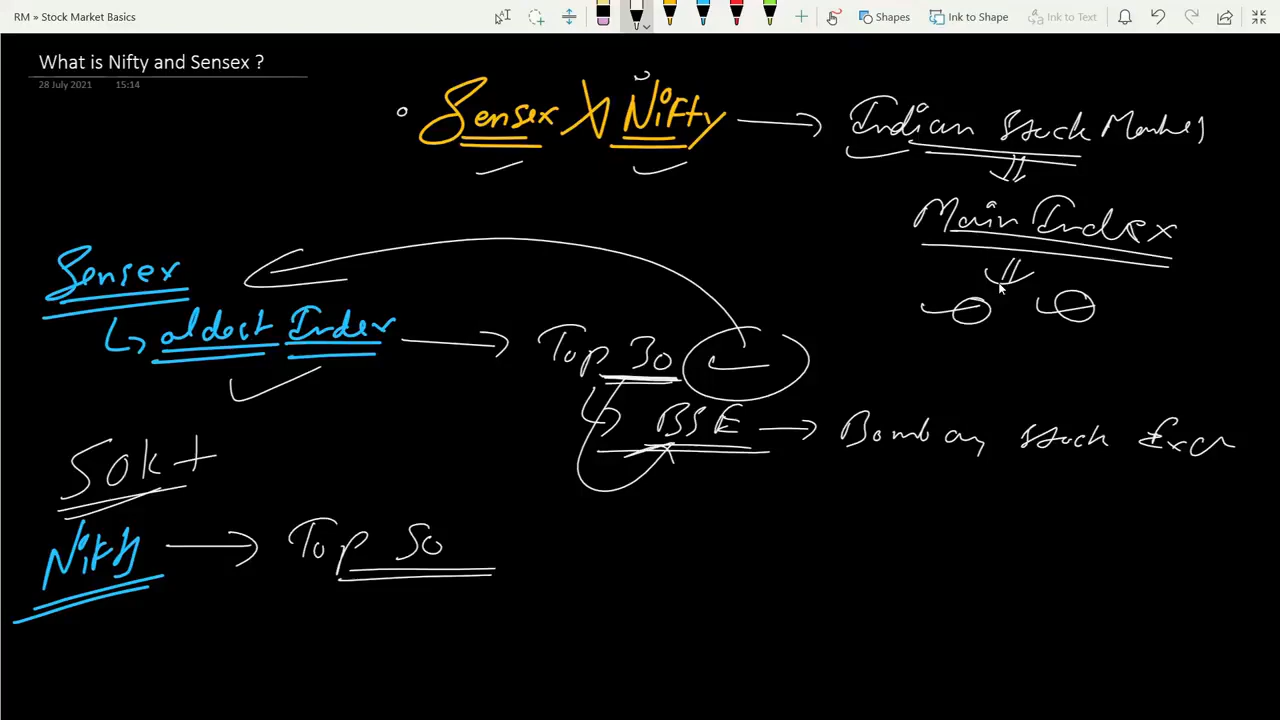 RM » Stock Market Basics
Shapes
Ink to Shape
Ink to Text
What is Nifty and Sensex ?
28 July 2021 15:14
Sensex Nifty → Indian Stock Market
Main Index
Sensex
↳ oldest Index → Top 30
↳ BSE → Bombay Stock Exch
50K+
Nifty → Top 50